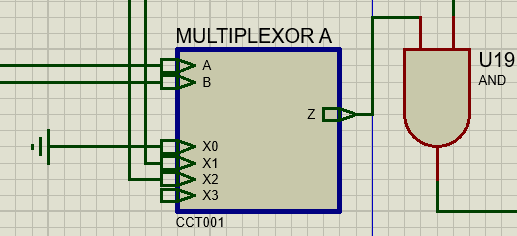 MULTIPLEXOR A
A
B
Z
X0
X1
X2
X3
CCT001
U19
AND